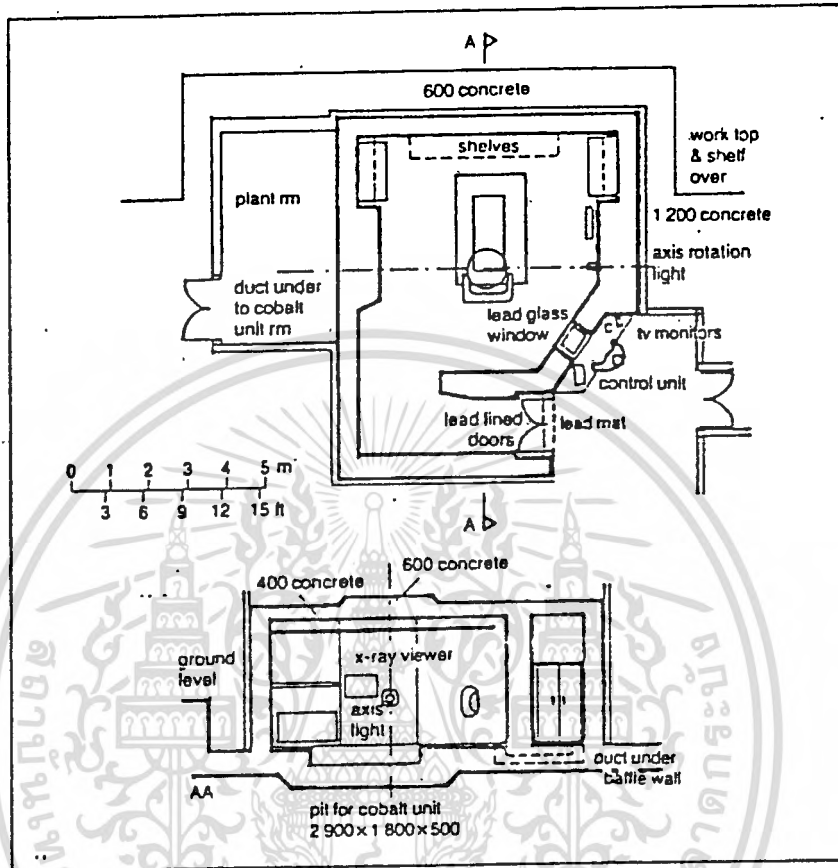 A
600 concrete
shelves
work top
& shelf
over
plant rm
1 200 concrete
axis rotation
light
duct under
to cobalt
unit rm
lead glass
window
c
tv monitors
control unit
lead lined
doors
lead mat
0 1 2 3 4 5 m
3 6 9 12 15 ft
A
600 concrete
400 concrete
ground
level
x-ray viewer
axis
light
duct under
baffle wall
AA
pit for cobalt unit
2 900 × 1 800 × 500